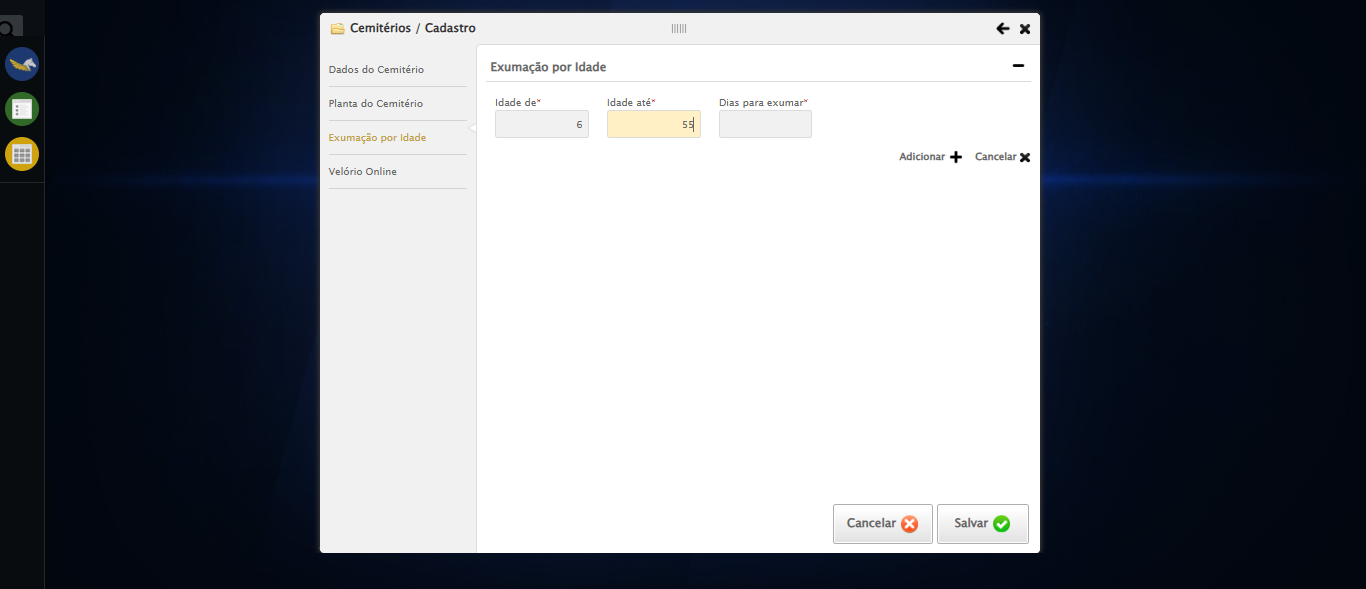 Cemitérios / Cadastro
Dados do Cemitério
Planta do Cemitério
Exumação por Idade
Velório Online
Exumação por Idade
Idade de* Idade até* Dias para exumar*
6 55
Adicionar Cancelar
Cancelar Salvar